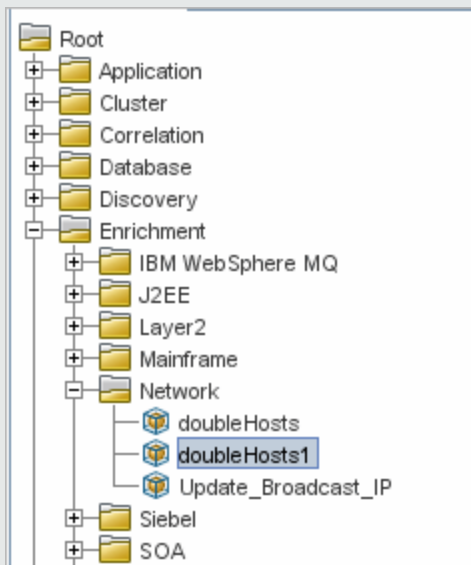 Root
Application
Cluster
Correlation
Database
Discovery
Enrichment
IBM WebSphere MQ
J2EE
Layer2
Mainframe
Network
doubleHosts
doubleHosts1
Update_Broadcast_IP
Siebel
SOA